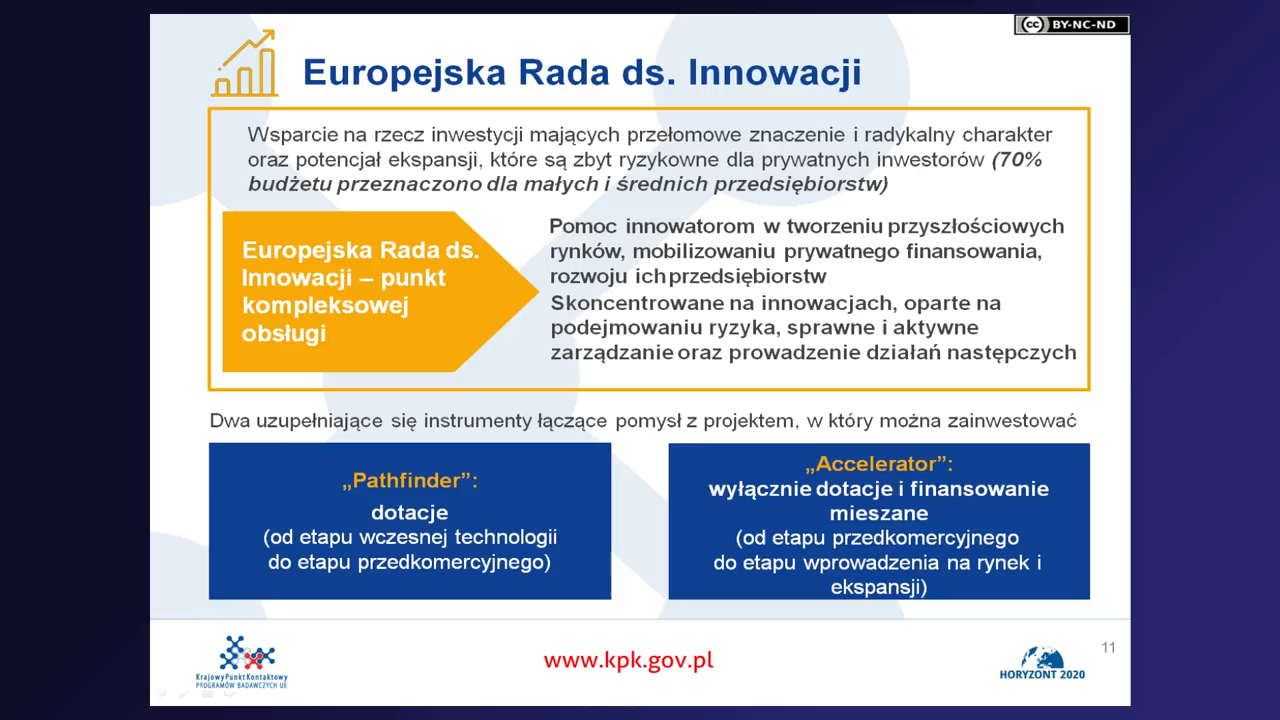 cc BY-NC-ND
Europejska Rada ds. Innowacji
Wsparcie na rzecz inwestycji mających przełomowe znaczenie i radykalny charakter
oraz potencjał ekspansji, które są zbyt ryzykowne dla prywatnych inwestorów (70%
budżetu przeznaczono dla małych i średnich przedsiębiorstw)
Europejska Rada ds.
Innowacji – punkt
kompleksowej
obsługi
Pomoc innowatorom w tworzeniu przyszłościowych
rynków, mobilizowaniu prywatnego finansowania,
rozwoju ich przedsiębiorstw
Skoncentrowane na innowacjach, oparte na
podejmowaniu ryzyka, sprawne i aktywne
zarządzanie oraz prowadzenie działań następczych
Dwa uzupełniające się instrumenty łączące pomysł z projektem, w który można zainwestować
„Pathfinder”:
dotacje
(od etapu wczesnej technologii
do etapu przedkomercyjnego)
„Accelerator”:
wyłącznie dotacje i finansowanie
mieszane
(od etapu przedkomercyjnego
do etapu wprowadzenia na rynek i
ekspansji)
Krajowy Punkt Kontaktowy
PROGRAMÓW BADAWCZYCH UE
www.kpk.gov.pl
HORYZONT 2020
11